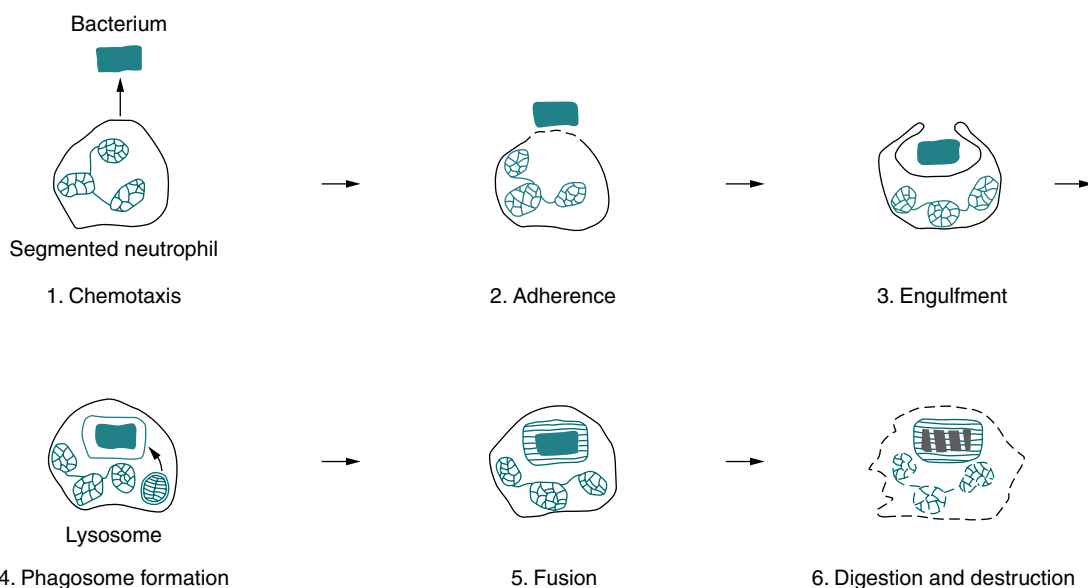 Bacterium
Segmented neutrophil
1. Chemotaxis
2. Adherence
3. Engulfment
Lysosome
4. Phagosome formation
5. Fusion
6. Digestion and destruction